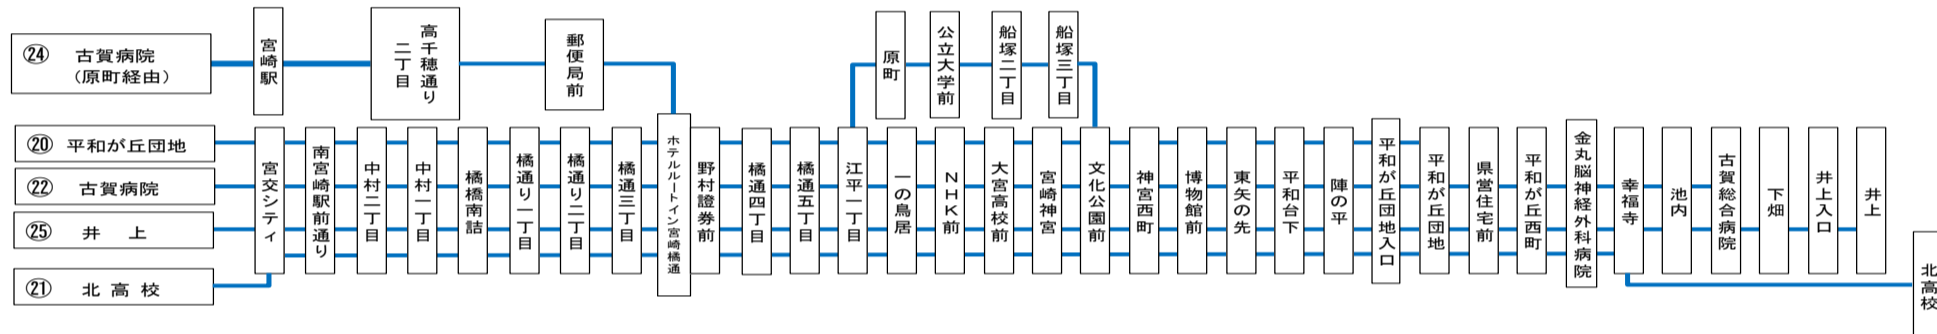 ㉔ 古賀病院
(原町経由)
宮崎駅
高千穂通り
二丁目
郵便局前
原町
公立大学前
船塚二丁目
船塚三丁目
⑳ 平和が丘団地
㉒ 古賀病院
㉕ 井 上
㉑ 北高校
宮交シティ
南宮崎駅前通り
中村二丁目
中村一丁目
橘橋南詰
橘通り一丁目
橘通り二丁目
橘通三丁目
ホテルルートイン宮崎橘通
野村證券前
橘通四丁目
橘通五丁目
江平一丁目
一の鳥居
NHK前
大宮高校前
宮崎神宮
文化公園前
神宮西町
博物館前
東矢の先
平和台下
陣の平
平和が丘団地入口
平和が丘団地
県営住宅前
平和が丘西町
金丸脳神経外科病院
幸福寺
池内
古賀総合病院
下畑
井上入口
井上
北高校